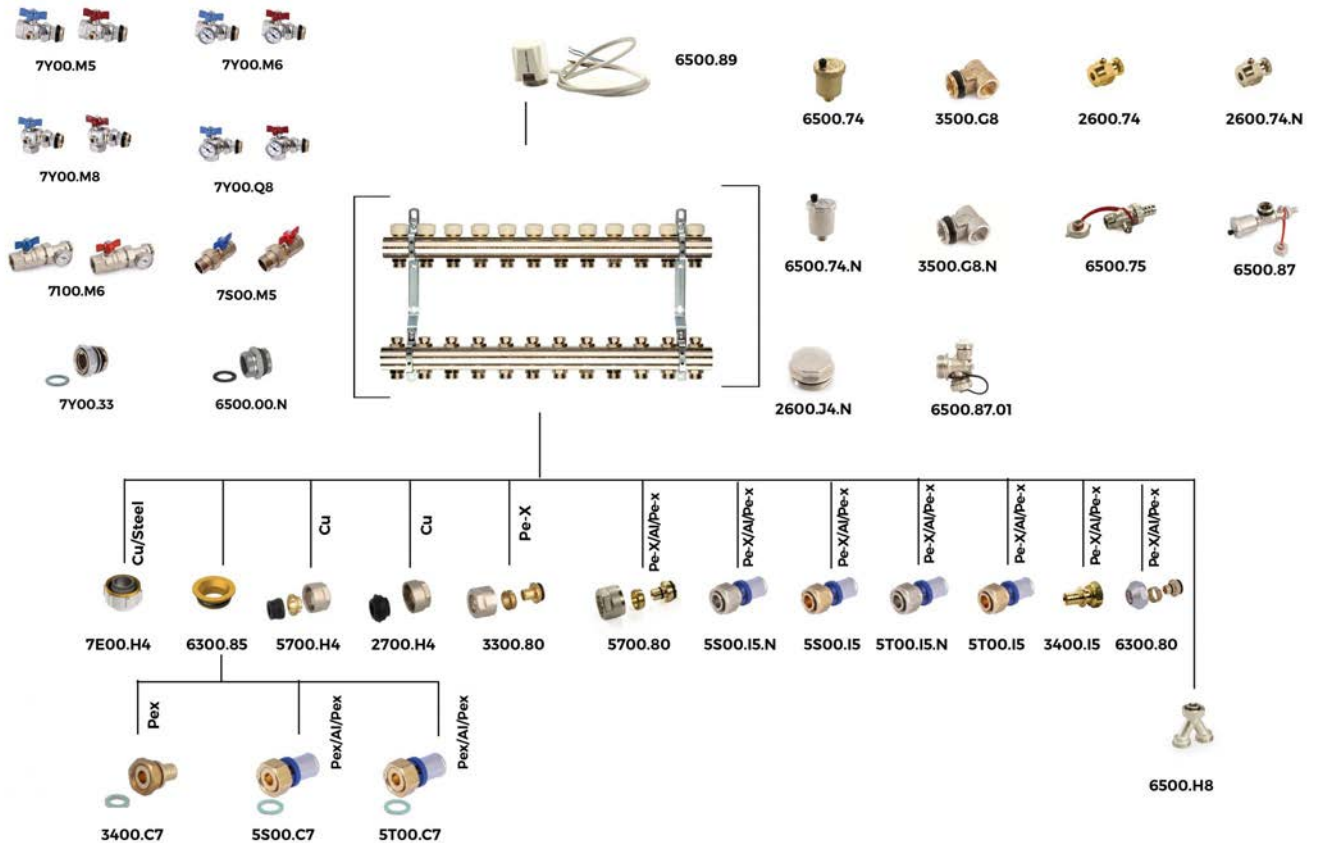 7Y00.M5
7Y00.M6
6500.89
6500.74
3500.G8
2600.74
2600.74.N
7Y00.M8
7Y00.Q8
7100.M6
7S00.M5
6500.74.N
3500.G8.N
6500.75
6500.87
7Y00.33
6500.00.N
2600.J4.N
6500.87.01
Cu/Steel
Cu
Cu
Pe-X
Pe-X/Al/Pe-x
Pe-X/Al/Pe-x
Pe-X/Al/Pe-x
Pe-X/Al/Pe-x
Pe-X/Al/Pe-x
Pe-X/Al/Pe-x
Pe-X/Al/Pe-x
7E00.H4
6300.85
5700.H4
2700.H4
3300.80
5700.80
5S00.I5.N
5S00.I5
5T00.I5.N
5T00.I5
3400.I5
6300.80
Pex
Pex/Al/Pex
Pex/Al/Pex
6500.H8
3400.C7
5S00.C7
5T00.C7